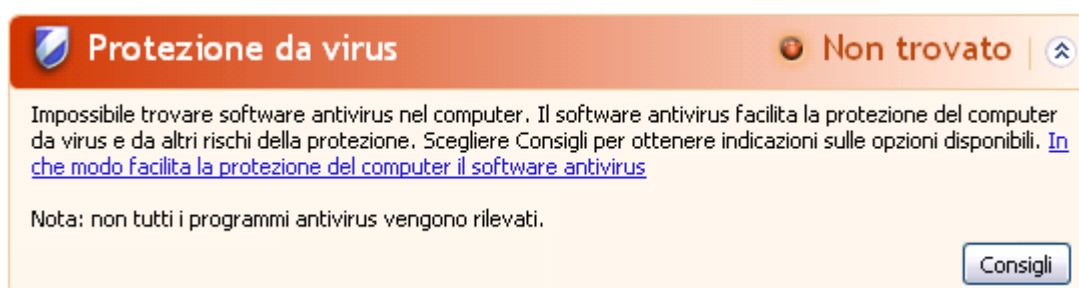 Protezione da virus
Non trovato
Impossibile trovare software antivirus nel computer. Il software antivirus facilita la protezione del computer
da virus e da altri rischi della protezione. Scegliere Consigli per ottenere indicazioni sulle opzioni disponibili. In
che modo facilita la protezione del computer il software antivirus
Nota: non tutti i programmi antivirus vengono rilevati.
Consigli